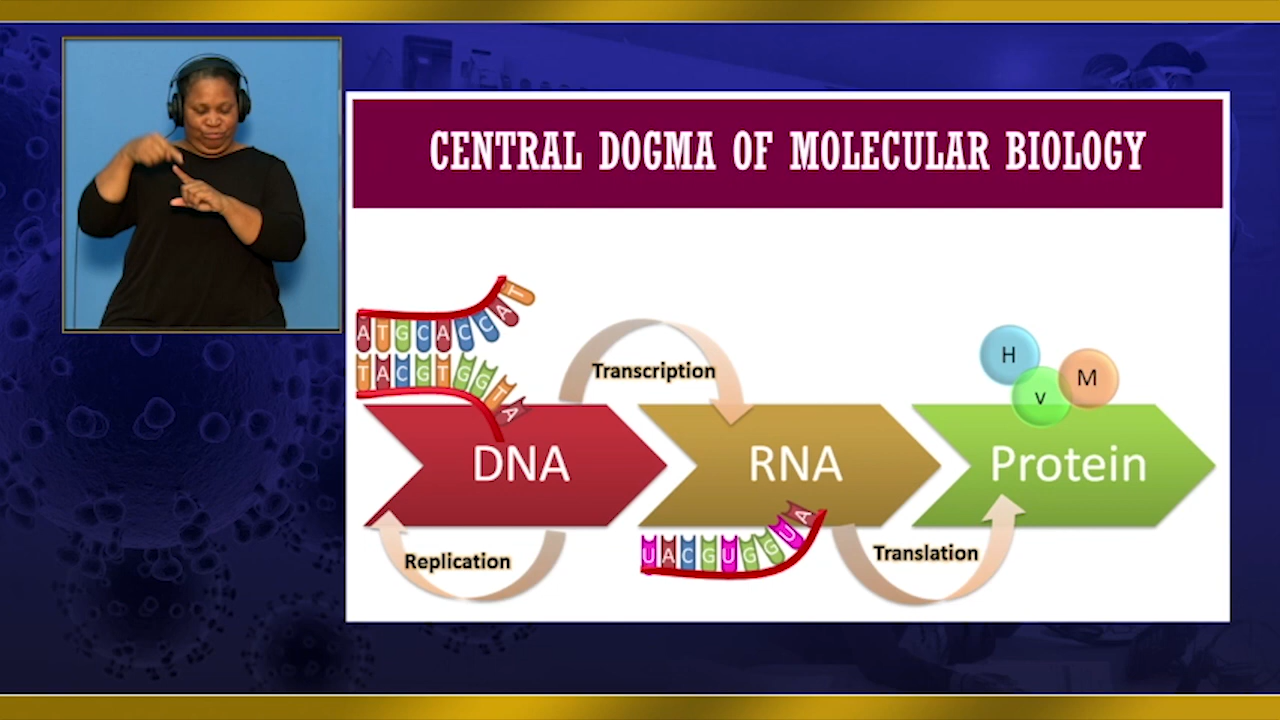 CENTRAL DOGMA OF MOLECULAR BIOLOGY
ATGCACCAT
TACGTGGTA
Transcription
H
V
M
DNA
RNA
Protein
Replication
UACGUGGUA
Translation